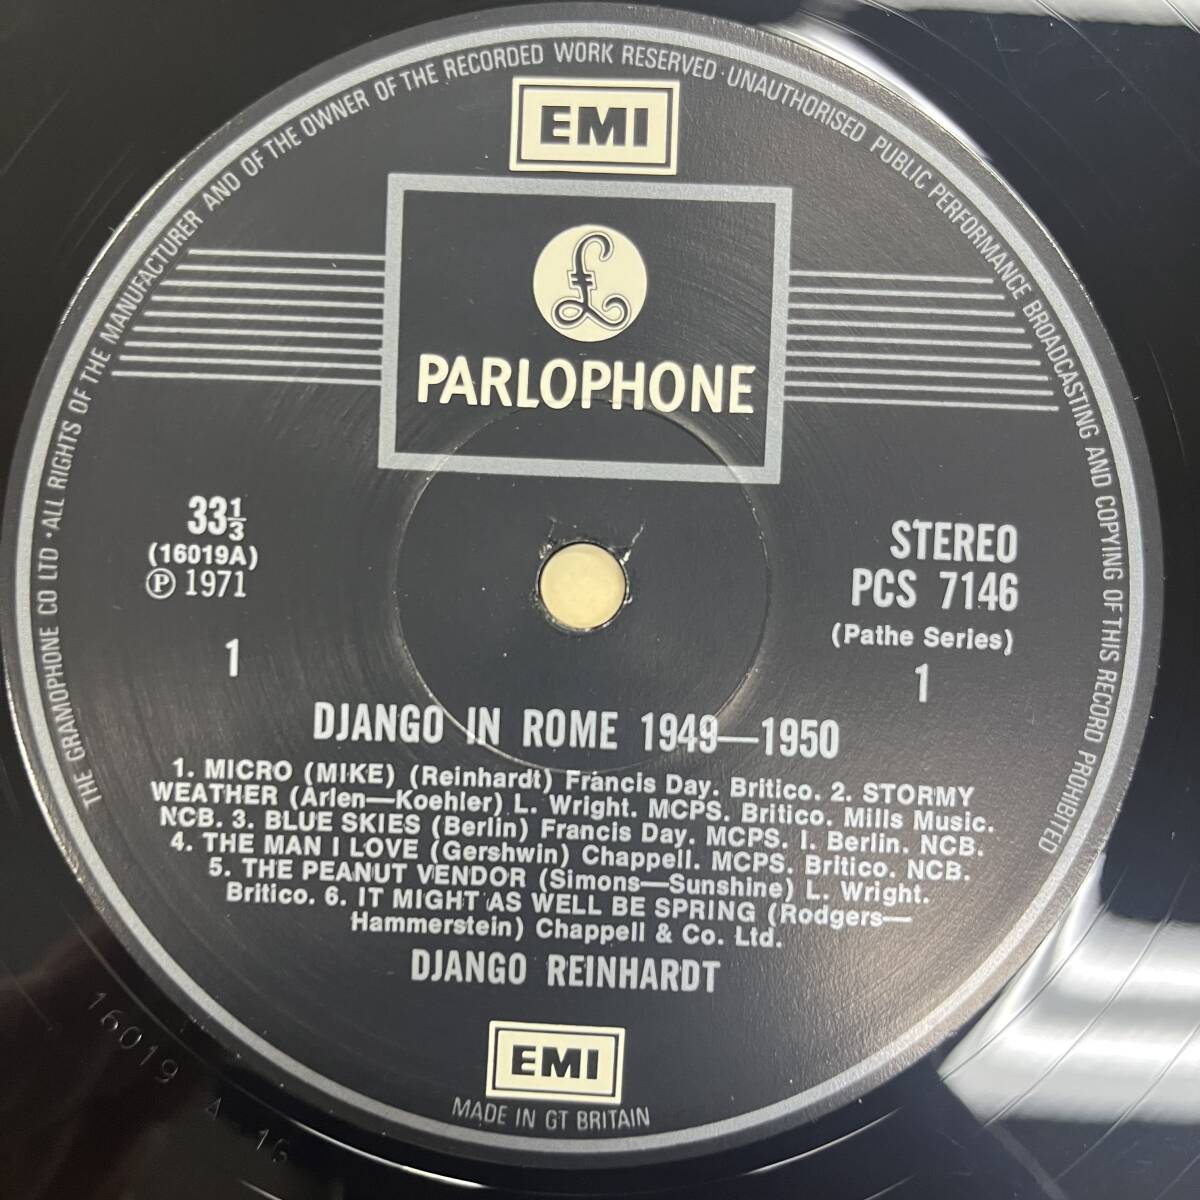 THE GRAMOPHONE CO LTD · ALL RIGHTS OF THE MANUFACTURER AND OF THE OWNER OF THE RECORDED WORK RESERVED · UNAUTHORISED PUBLIC PERFORMANCE BROADCASTING AND COPYING OF THIS RECORD PROHIBITED
EMI
£
PARLOPHONE
33⅓
(16019A)
℗ 1971
1
STEREO
PCS 7146
(Pathe Series)
1
DJANGO IN ROME 1949—1950
1. MICRO (MIKE) (Reinhardt) Francis Day. Britico. 2. STORMY
WEATHER (Arlen—Koehler) L. Wright. MCPS. Britico. Mills Music.
NCB. 3. BLUE SKIES (Berlin) Francis Day. MCPS. I. Berlin. NCB.
4. THE MAN I LOVE (Gershwin) Chappell. MCPS. Britico. NCB.
5. THE PEANUT VENDOR (Simons—Sunshine) L. Wright.
Britico. 6. IT MIGHT AS WELL BE SPRING (Rodgers—
Hammerstein) Chappell & Co. Ltd.
DJANGO REINHARDT
EMI
MADE IN GT BRITAIN
16019 A 16